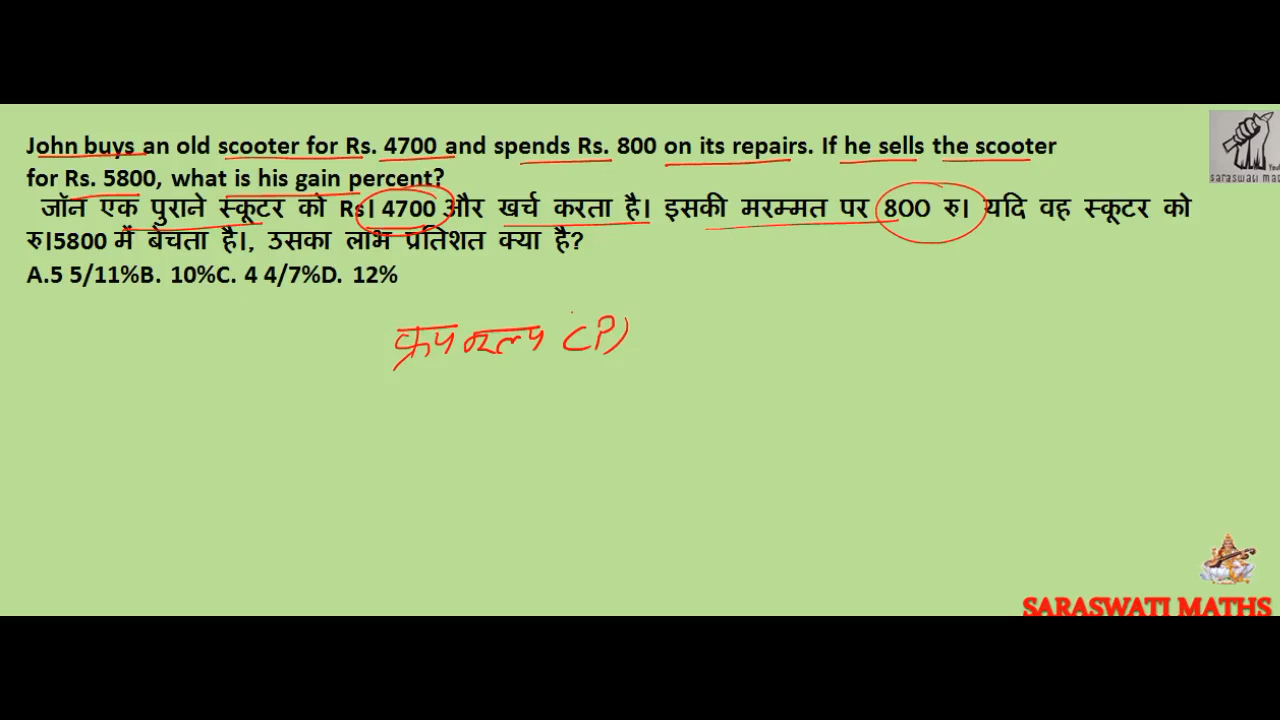 John buys an old scooter for Rs. 4700 and spends Rs. 800 on its repairs. If he sells the scooter
for Rs. 5800, what is his gain percent?
जॉन एक पुराने स्कूटर को Rs। 4700 और खर्च करता है। इसकी मरम्मत पर 800 रु। यदि वह स्कूटर को
रु।5800 में बेचता है।, उसका लाभ प्रतिशत क्या है?
A.5 5/11%B. 10%C. 4 4/7%D. 12%
CP)
saraswati mat
SARASWATI MATHS